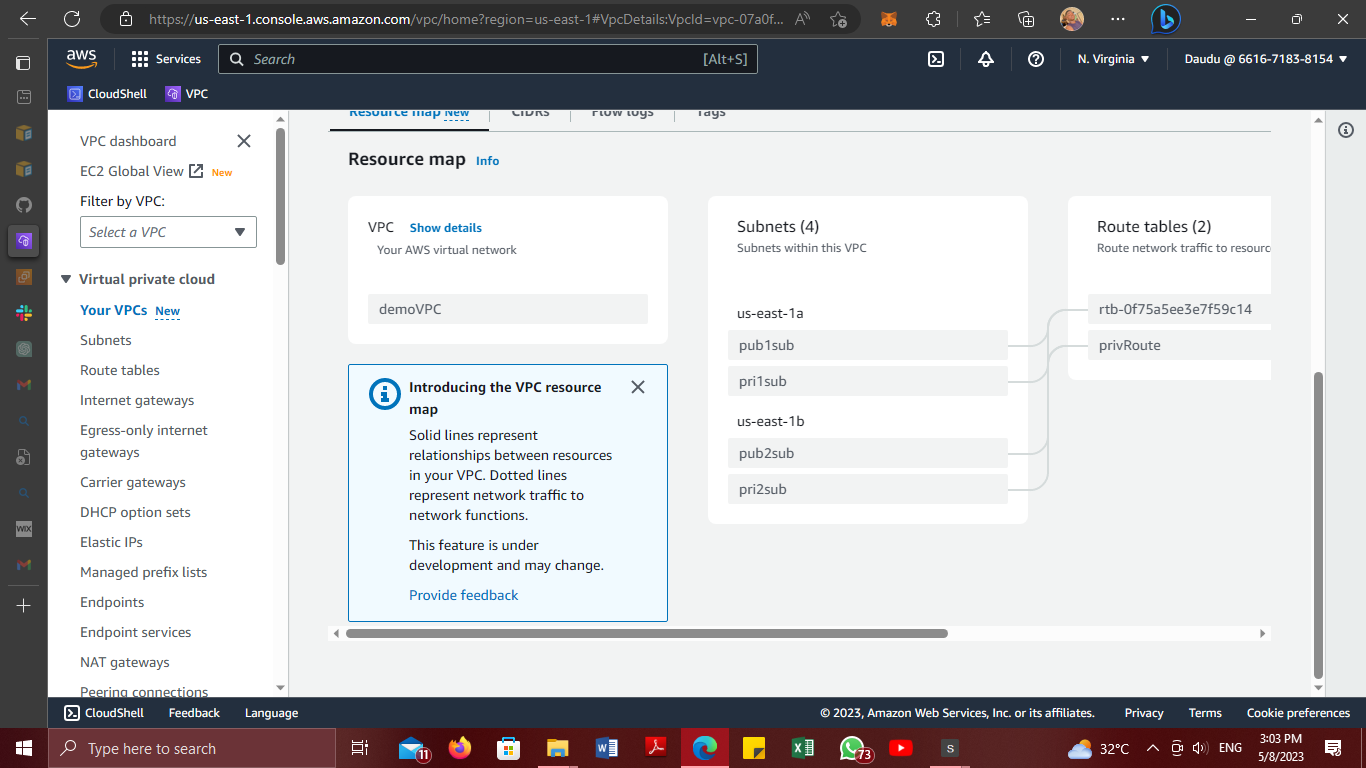 https://us-east-1.console.aws.amazon.com/vpc/home?region=us-east-1#VpcDetails:VpcId=vpc-07a0f...
aws
Services
Search
[Alt+S]
N. Virginia
Daudu @ 6616-7183-8154
CloudShell
VPC
VPC dashboard
EC2 Global View New
Filter by VPC:
Select a VPC
Virtual private cloud
Your VPCs New
Subnets
Route tables
Internet gateways
Egress-only internet
gateways
Carrier gateways
DHCP option sets
Elastic IPs
Managed prefix lists
Endpoints
Endpoint services
NAT gateways
Peering connections
Resource map New
CIDRs
Flow logs
Tags
Resource map Info
VPC Show details
Your AWS virtual network
demoVPC
Introducing the VPC resource
map
Solid lines represent
relationships between resources
in your VPC. Dotted lines
represent network traffic to
network functions.
This feature is under
development and may change.
Provide feedback
Subnets (4)
Subnets within this VPC
us-east-1a
pub1sub
pri1sub
us-east-1b
pub2sub
pri2sub
Route tables (2)
Route network traffic to resourc
rtb-0f75a5ee3e7f59c14
privRoute
CloudShell
Feedback
Language
© 2023, Amazon Web Services, Inc. or its affiliates.
Privacy
Terms
Cookie preferences
Type here to search
11
73
S
32°C
ENG
3:03 PM
5/8/2023
WIX